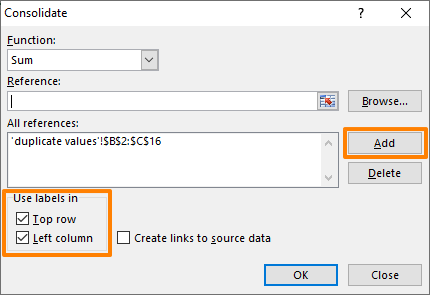 Consolidate
?
Function:
Sum
Reference:
Browse...
All references:
'duplicate values'!$B$2:$C$16
Add
Delete
Use labels in
Top row
Left column
Create links to source data
OK
Close